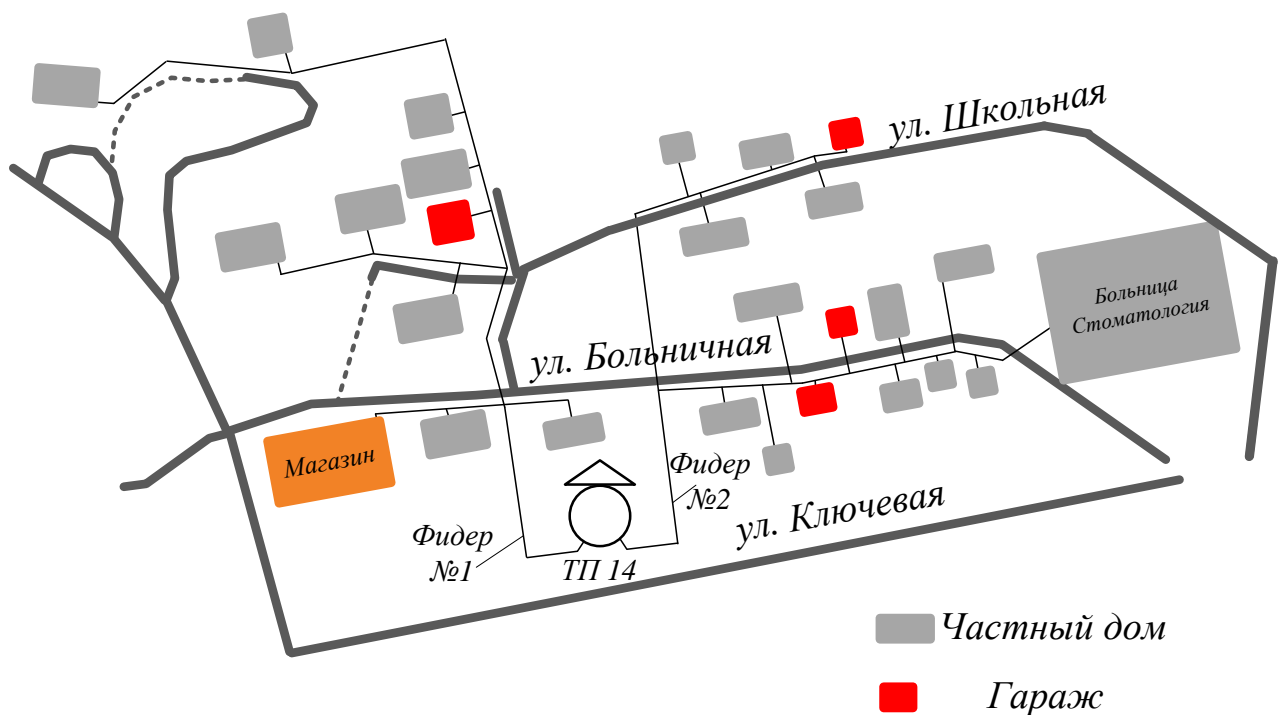 ул. Школьная
Больница
Стоматология
ул. Больничная
Магазин
Фидер
№2
ул. Ключевая
Фидер
№1
ТП 14
Частный дом
Гараж